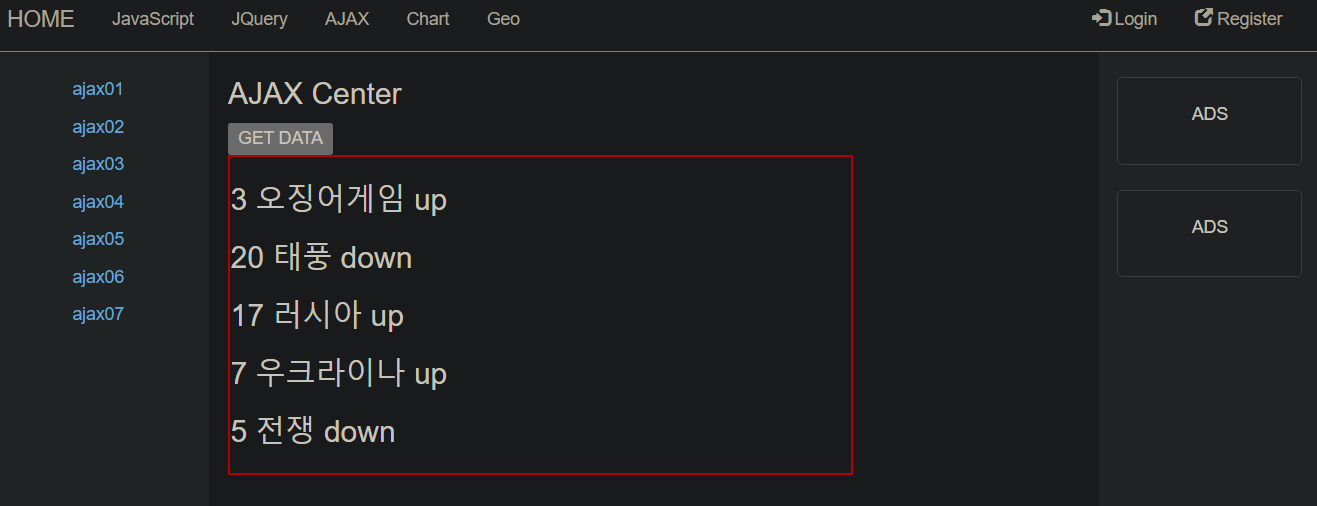 HOME JavaScript JQuery AJAX Chart Geo Login Register
ajax01
ajax02
ajax03
ajax04
ajax05
ajax06
ajax07
AJAX Center
GET DATA
3 오징어게임 up
20 태풍 down
17 러시아 up
7 우크라이나 up
5 전쟁 down
ADS
ADS